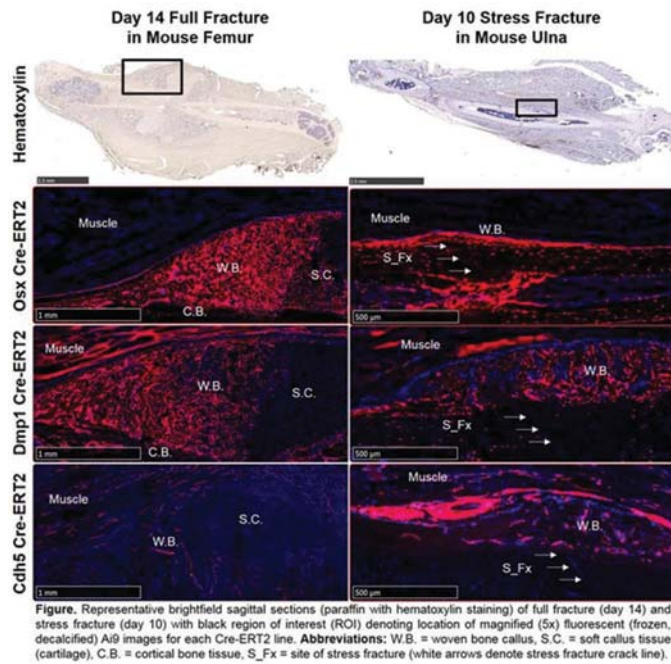 Day 14 Full Fracture
in Mouse Femur
Day 10 Stress Fracture
in Mouse Ulna
Hematoxylin
Osx Cre-ERT2
Muscle
W.B.
S.C.
C.B.
1 mm
Muscle
W.B.
S_Fx
500 µm
Dmp1 Cre-ERT2
Muscle
W.B.
S.C.
C.B.
1 mm
Muscle
W.B.
S_Fx
500 µm
Cdh5 Cre-ERT2
Muscle
S.C.
W.B.
1 mm
Muscle
W.B.
S_Fx
500 µm
Figure. Representative brightfield sagittal sections (paraffin with hematoxylin staining) of full fracture (day 14) and
stress fracture (day 10) with black region of interest (ROI) denoting location of magnified (5x) fluorescent (frozen,
decalcified) Ai9 images for each Cre-ERT2 line. Abbreviations: W.B. = woven bone callus, S.C. = soft callus tissue
(cartilage), C.B. = cortical bone tissue, S_Fx = site of stress fracture (white arrows denote stress fracture crack line).